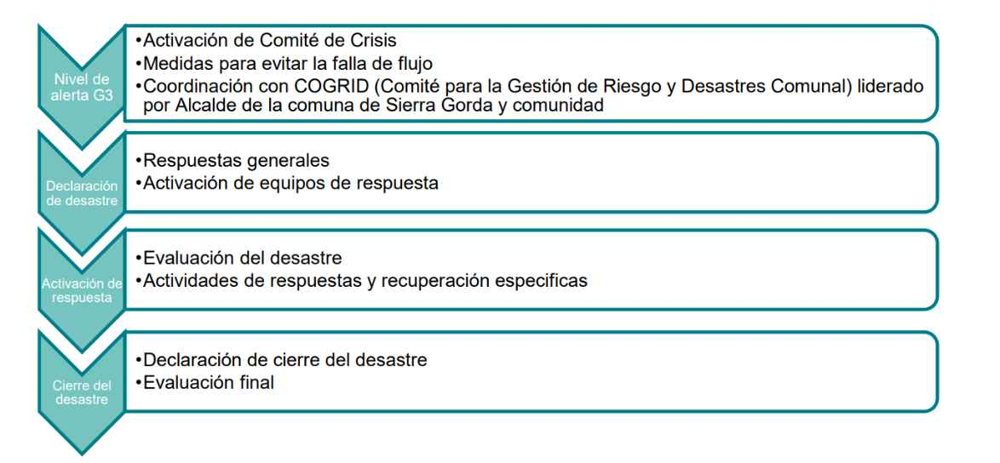 Nivel de
alerta G3
•Activación de Comité de Crisis
•Medidas para evitar la falla de flujo
•Coordinación con COGRID (Comité para la Gestión de Riesgo y Desastres Comunal) liderado
por Alcalde de la comuna de Sierra Gorda y comunidad
Declaración
de desastre
•Respuestas generales
•Activación de equipos de respuesta
Activación de
respuesta
•Evaluación del desastre
•Actividades de respuestas y recuperación especificas
Cierre del
desastre
•Declaración de cierre del desastre
•Evaluación final